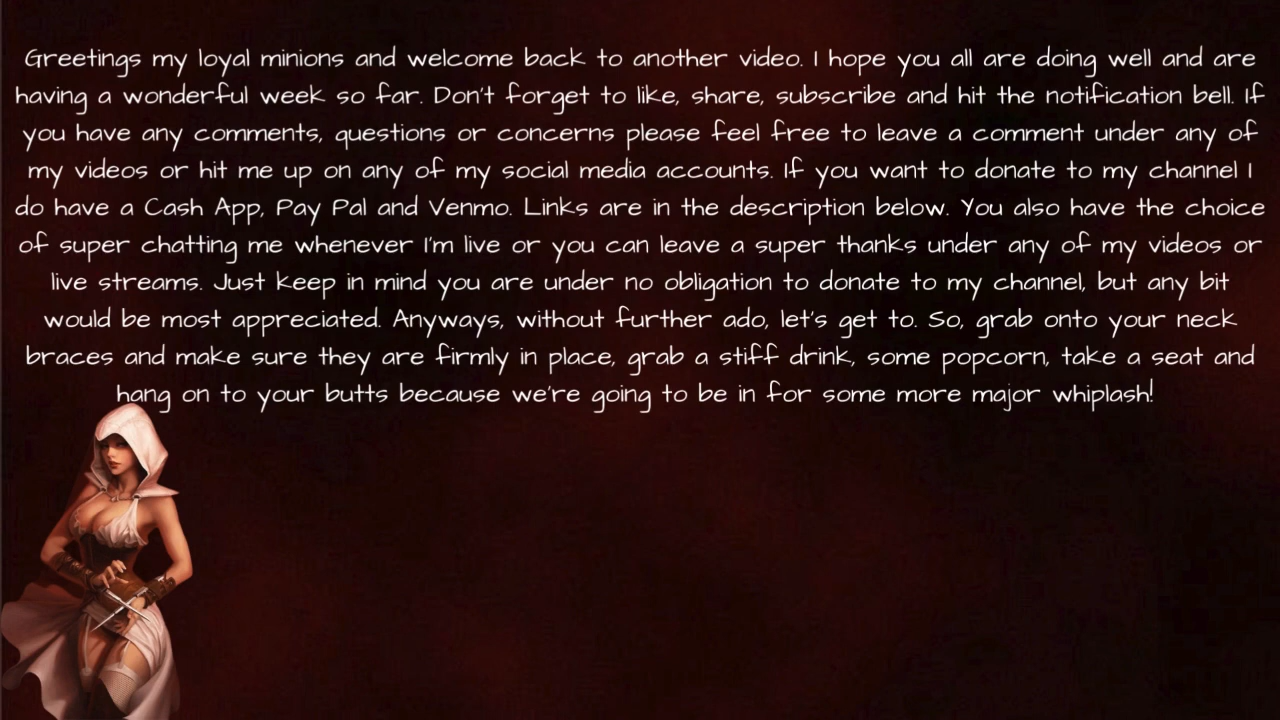 Greetings my loyal minions and welcome back to another video. I hope you all are doing well and are
having a wonderful week so far. Don't forget to like, share, subscribe and hit the notification bell. If
you have any comments, questions or concerns please feel free to leave a comment under any of
my videos or hit me up on any of my social media accounts. If you want to donate to my channel I
do have a Cash App, Pay Pal and Venmo. Links are in the description below. You also have the choice
of super chatting me whenever I'm live or you can leave a super thanks under any of my videos or
live streams. Just keep in mind you are under no obligation to donate to my channel, but any bit
would be most appreciated. Anyways, without further ado, let's get to. So, grab onto your neck
braces and make sure they are firmly in place, grab a stiff drink, some popcorn, take a seat and
hang on to your butts because we're going to be in for some more major whiplash!